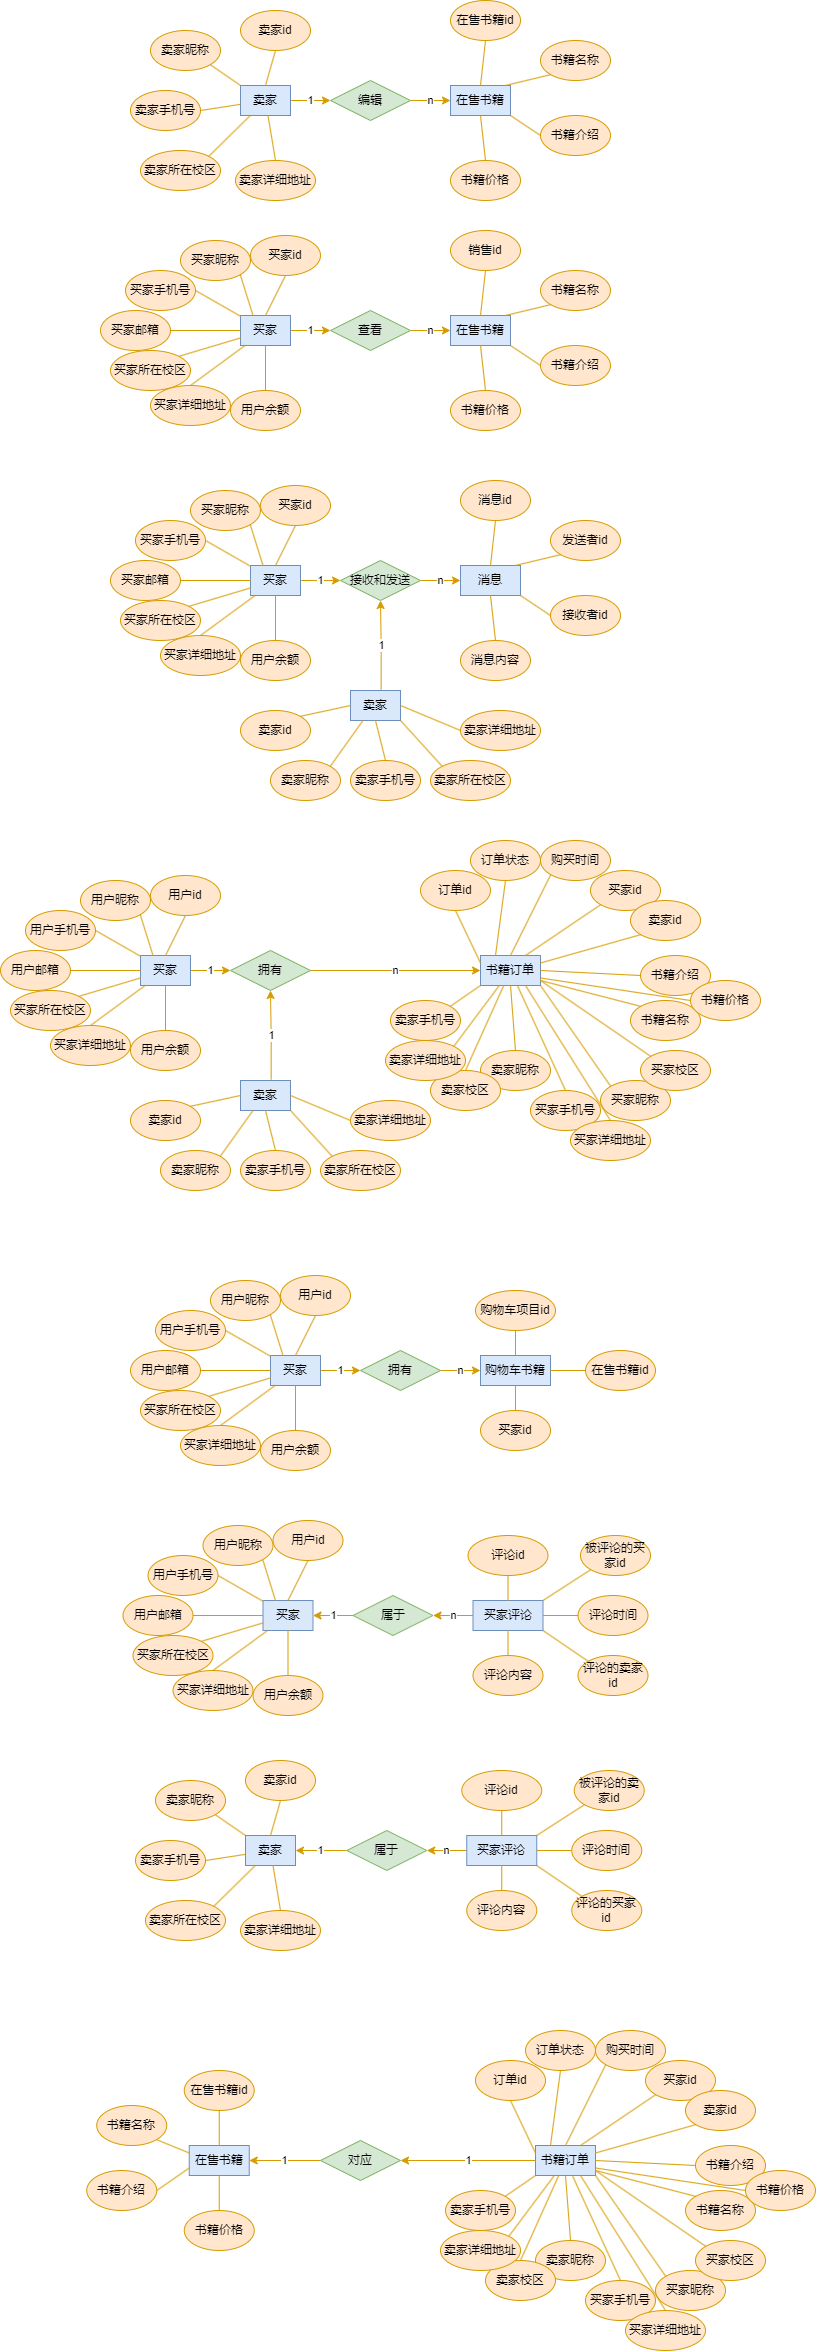 卖家id
卖家昵称
卖家手机号
卖家所在校区
卖家详细地址
卖家
1
编辑
n
在售书籍
在售书籍id
书籍名称
书籍介绍
书籍价格
买家id
买家昵称
买家手机号
买家邮箱
买家所在校区
买家详细地址
用户余额
买家
1
查看
n
在售书籍
销售id
书籍名称
书籍介绍
书籍价格
买家id
买家昵称
买家手机号
买家邮箱
买家所在校区
买家详细地址
用户余额
买家
1
接收和发送
n
消息
消息id
发送者id
接收者id
消息内容
1
卖家
卖家id
卖家昵称
卖家手机号
卖家所在校区
卖家详细地址
用户id
用户昵称
用户手机号
用户邮箱
买家所在校区
买家详细地址
用户余额
买家
1
拥有
n
书籍订单
订单id
订单状态
购买时间
买家id
卖家id
书籍介绍
书籍价格
书籍名称
买家校区
买家昵称
买家详细地址
买家手机号
卖家昵称
卖家校区
卖家详细地址
卖家手机号
1
卖家
卖家id
卖家昵称
卖家手机号
卖家所在校区
卖家详细地址
用户id
用户昵称
用户手机号
用户邮箱
买家所在校区
买家详细地址
用户余额
买家
1
拥有
n
购物车书籍
购物车项目id
在售书籍id
买家id
用户id
用户昵称
用户手机号
用户邮箱
买家所在校区
买家详细地址
用户余额
买家
1
属于
n
买家评论
评论id
被评论的买
家id
评论时间
评论的卖家
id
评论内容
卖家id
卖家昵称
卖家手机号
卖家所在校区
卖家详细地址
卖家
1
属于
n
买家评论
评论id
被评论的卖
家id
评论时间
评论的买家
id
评论内容
在售书籍id
书籍名称
书籍介绍
书籍价格
在售书籍
1
对应
1
书籍订单
订单id
订单状态
购买时间
买家id
卖家id
书籍介绍
书籍价格
书籍名称
买家校区
买家昵称
买家详细地址
买家手机号
卖家昵称
卖家校区
卖家详细地址
卖家手机号